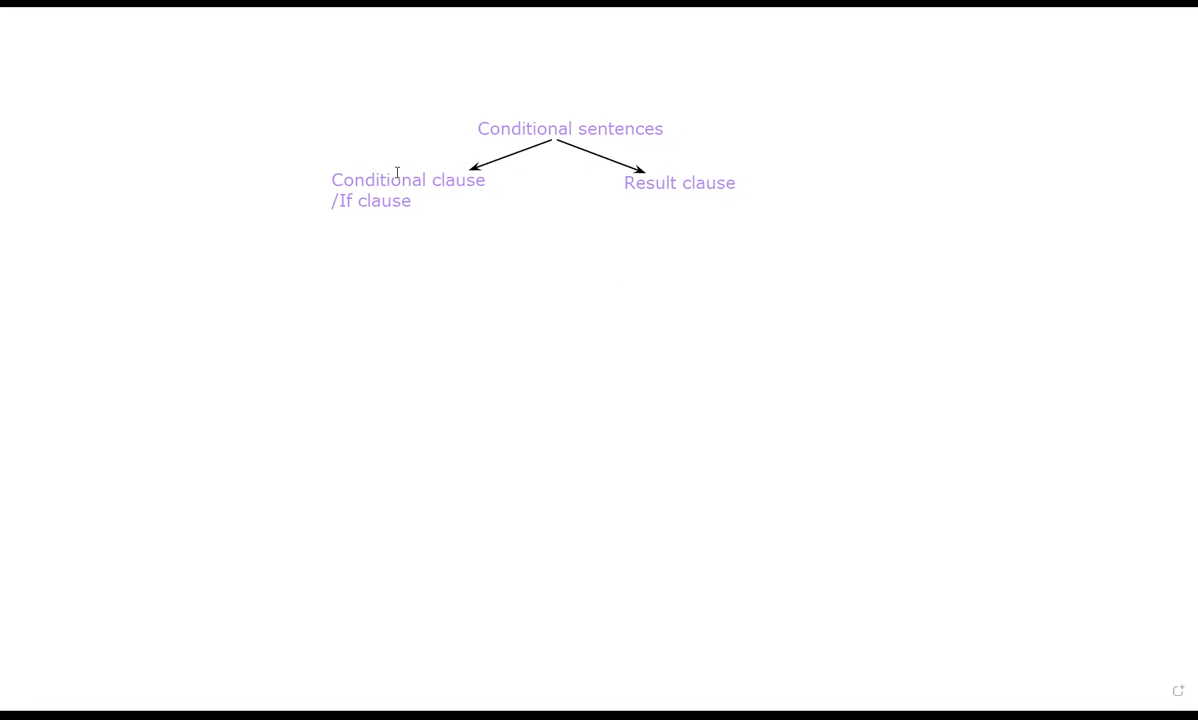 Conditional sentences
Conditional clause
/If clause
Result clause